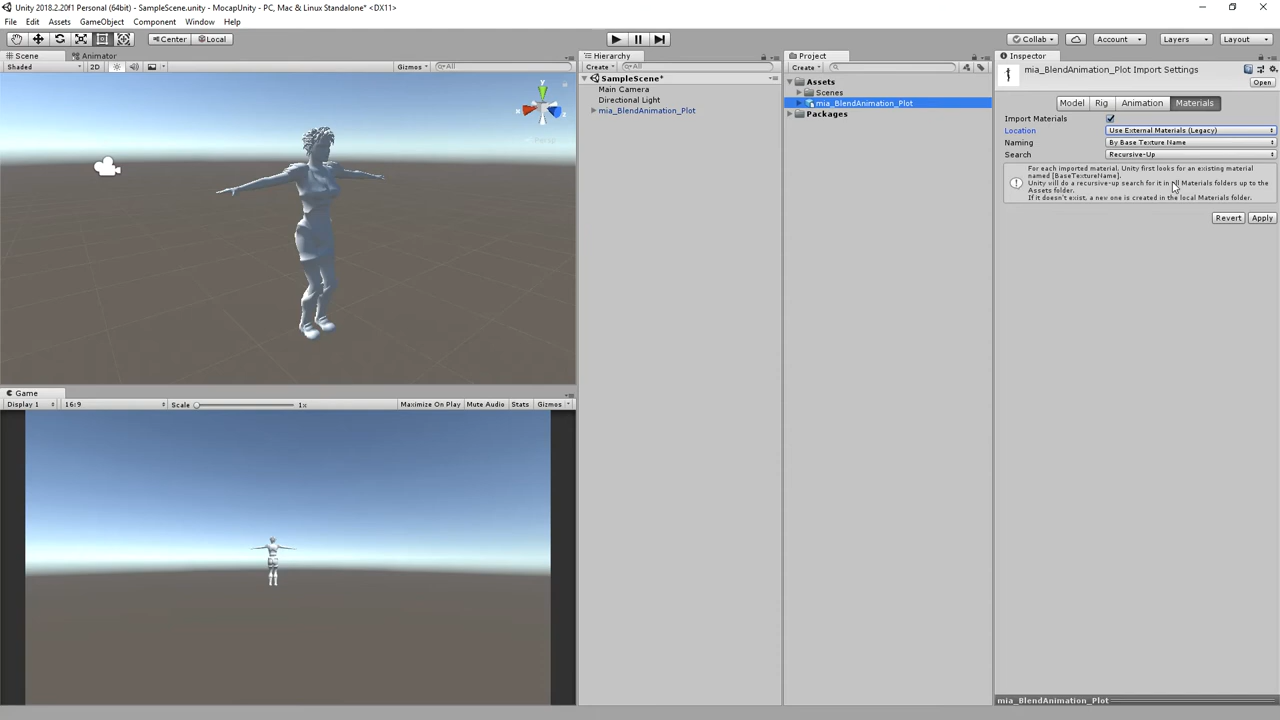 Unity 2018.2.20f1 Personal (64bit) - SampleScene.unity - MocapUnity - PC, Mac & Linux Standalone* <DX11>
File Edit Assets GameObject Component Window Help
Center Local Collab Account Layers Layout
Scene Animator
Shaded 2D Gizmos All
y
x
z
Persp
Game
Display 1 16:9 Scale 1x Maximize On Play Mute Audio Stats Gizmos
Hierarchy
Create All
SampleScene*
Main Camera
Directional Light
mia_BlendAnimation_Plot
Project
Create
Assets
Scenes
mia_BlendAnimation_Plot
Packages
Inspector
mia_BlendAnimation_Plot Import Settings
Open
Model Rig Animation Materials
Import Materials
Location Use External Materials (Legacy)
Naming By Base Texture Name
Search Recursive-Up
For each imported material, Unity first looks for an existing material
named [BaseTextureName].
Unity will do a recursive-up search for it in all Materials folders up to the
Assets folder.
If it doesn't exist, a new one is created in the local Materials folder.
Revert Apply
mia_BlendAnimation_Plot